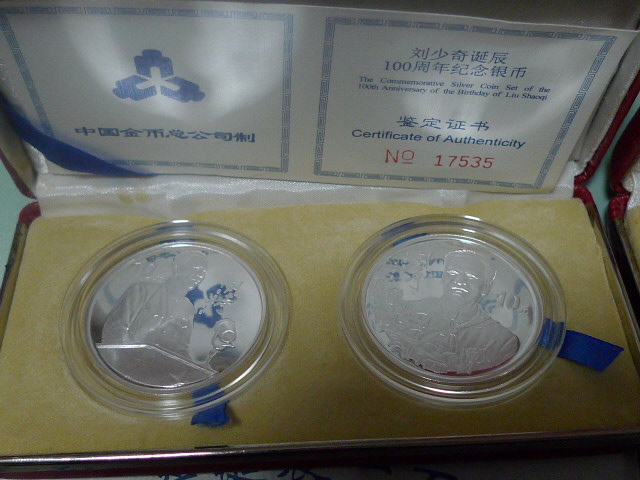 中国金币总公司制
刘少奇诞辰
100周年纪念银币
The Commemorative Silver Coin Set of the
100th Anniversary of the Birthday of Liu Shaoqi
鉴定证书
Certificate of Authenticity
Nº 17535